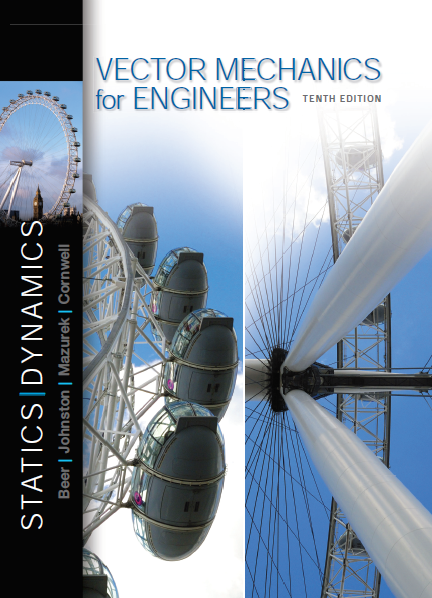 VECTOR MECHANICS
for ENGINEERS TENTH EDITION
STATICS|DYNAMICS
Beer | Johnston | Mazurek | Cornwell